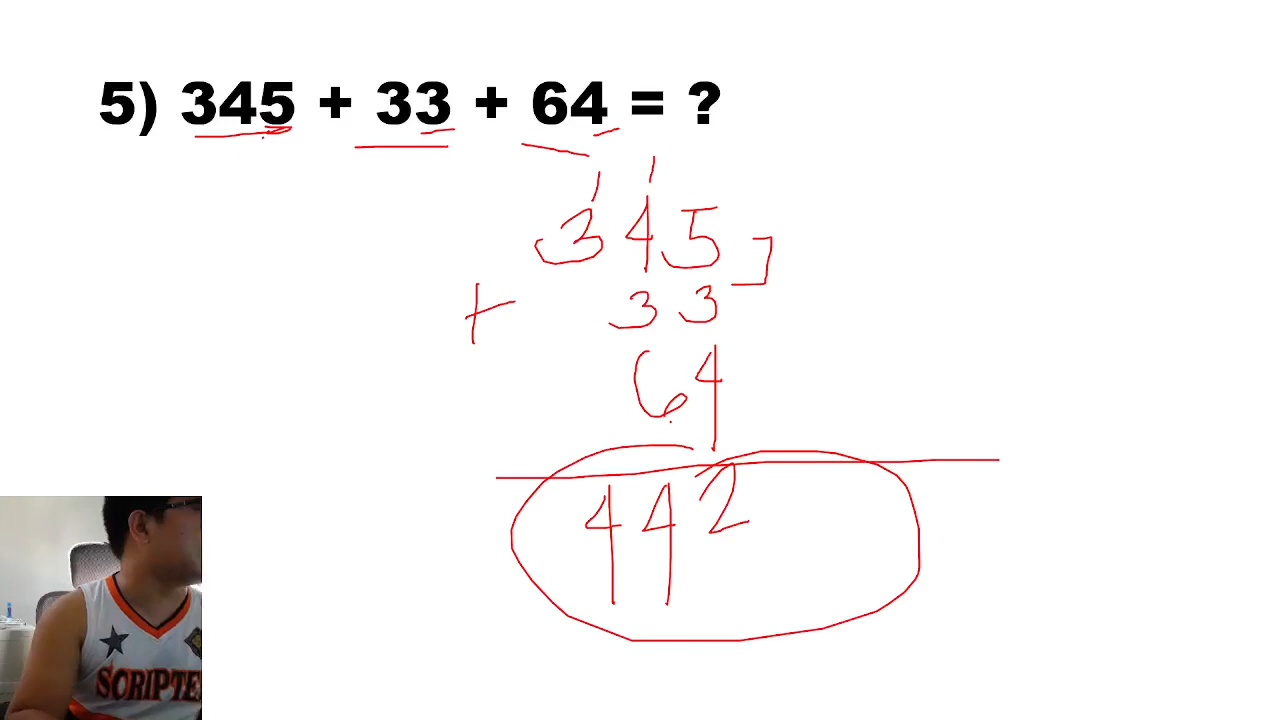 5) 345 + 33 + 64 = ?
1 1
345
+ 33
64
442
SCRIPTE